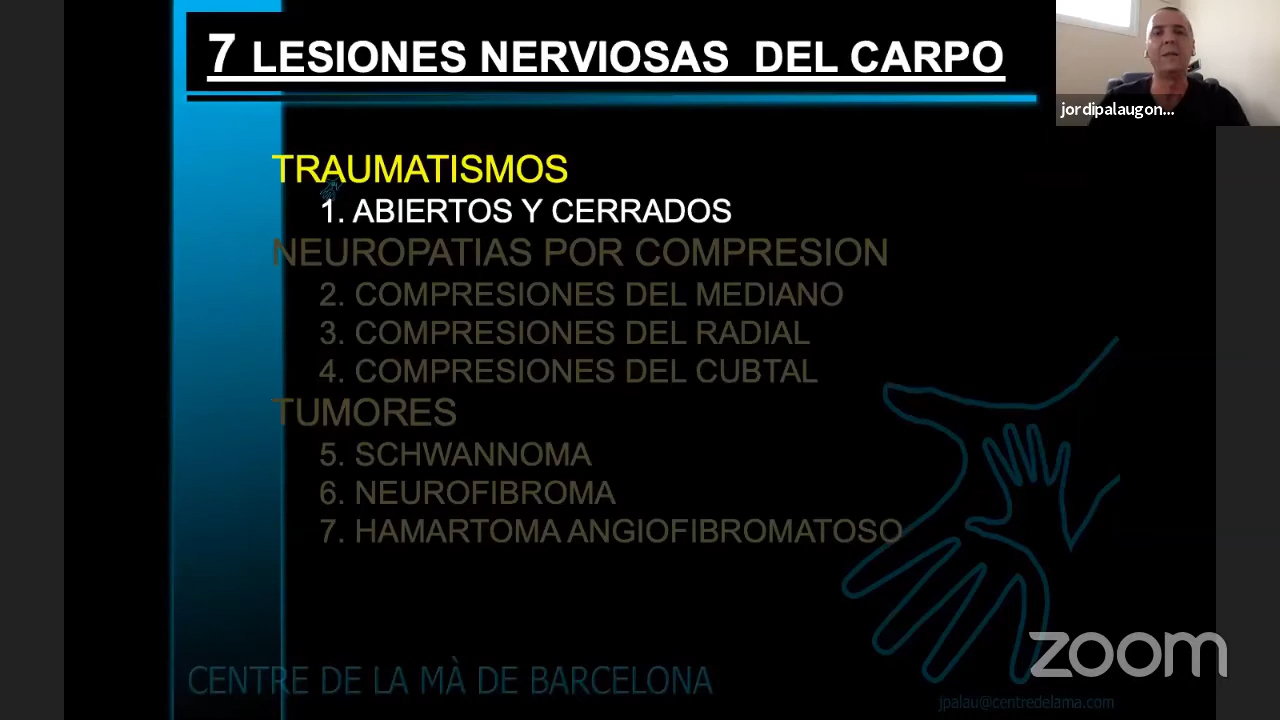 7 LESIONES NERVIOSAS DEL CARPO
jordipalaugon...
TRAUMATISMOS
1. ABIERTOS Y CERRADOS
NEUROPATIAS POR COMPRESION
2. COMPRESIONES DEL MEDIANO
3. COMPRESIONES DEL RADIAL
4. COMPRESIONES DEL CUBTAL
TUMORES
5. SCHWANNOMA
6. NEUROFIBROMA
7. HAMARTOMA ANGIOFIBROMATOSO
zoom
CENTRE DE LA MÀ DE BARCELONA
jpalau@centredelama.com